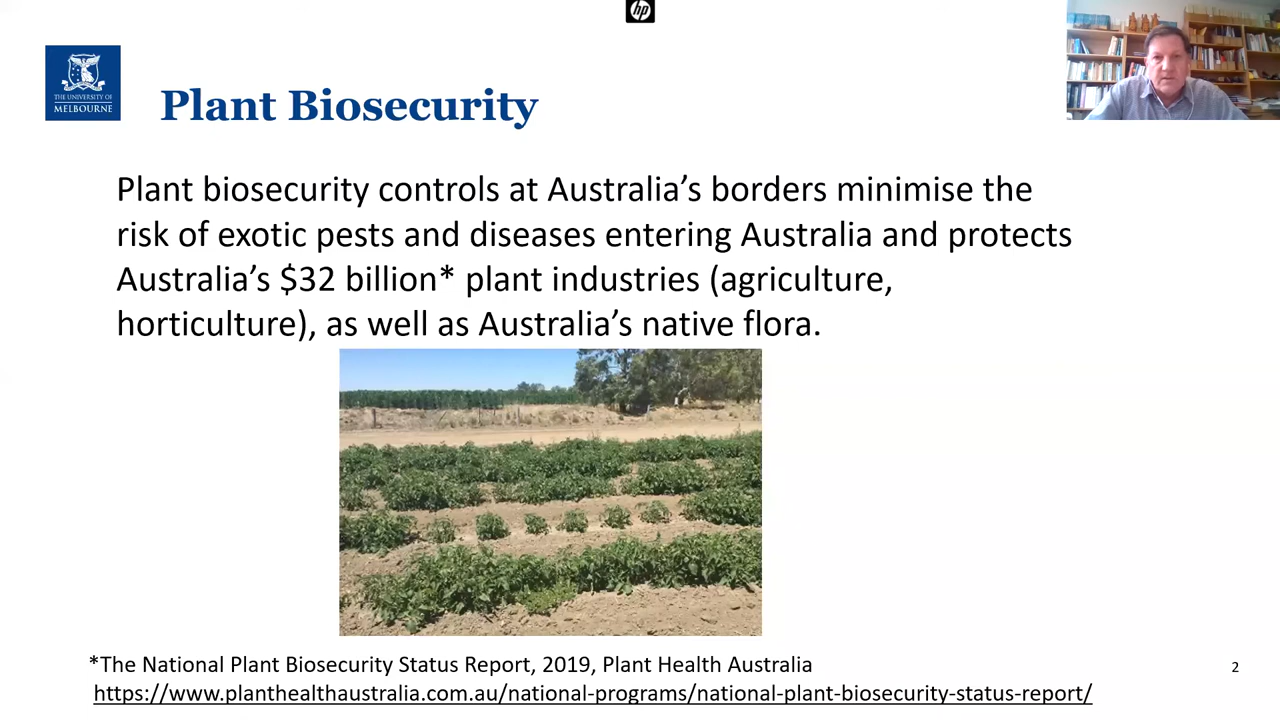 hp
THE UNIVERSITY OF
MELBOURNE
Plant Biosecurity
Plant biosecurity controls at Australia’s borders minimise the
risk of exotic pests and diseases entering Australia and protects
Australia’s $32 billion* plant industries (agriculture,
horticulture), as well as Australia’s native flora.
*The National Plant Biosecurity Status Report, 2019, Plant Health Australia
2
https://www.planthealthaustralia.com.au/national-programs/national-plant-biosecurity-status-report/